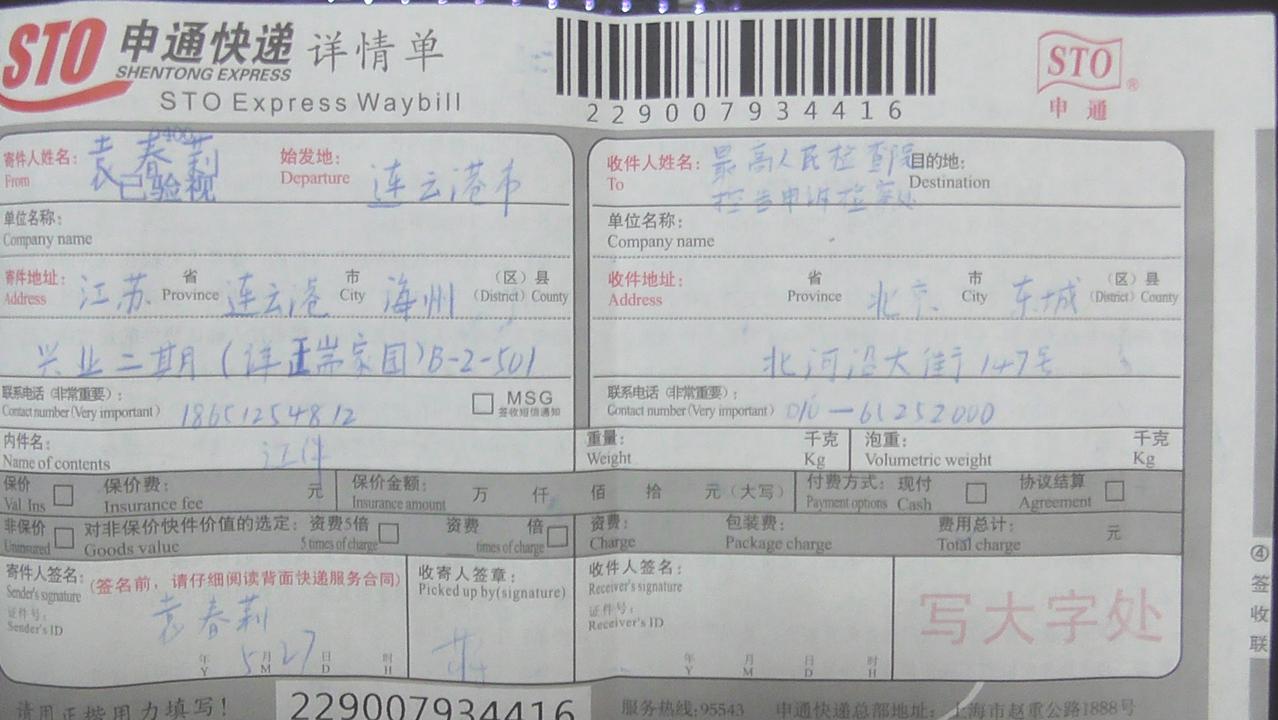 STO 申通快递 详情单
SHENTONG EXPRESS
STO Express Waybill
229007934416
STO ®
申通
寄件人姓名: 袁春莉 始发地: 连云港市
From Departure
已验视
收件人姓名: 最高人民检查院 目的地:
To Destination
控告申诉检察处
单位名称:
Company name
单位名称:
Company name
寄件地址: 江苏 省 连云港 市 海州 (区)县
Address Province City (District) County
收件地址: 省 北京 市 东城 (区)县
Address Province City (District) County
兴业二期(详 家园)B-2-501
北河沿大街147号
联系电话(非常重要): MSG
Contact number(Very important) 18651254812 签收短信通知
联系电话(非常重要):
Contact number(Very important) 010-65252000
内件名:
Name of contents
重量: 千克 泡重: 千克
Weight Kg Volumetric weight Kg
保价 保价费: 元 保价金额: 万 仟 佰 拾 元(大写) 付费方式: 现付 协议结算
Val Ins Insurance fee Insurance amount Payment options Cash Agreement
非保价 对非保价快件价值的选定: 资费5倍 资费 倍 资费: 包装费: 费用总计: 元
Uninsured Goods value 5 times of charge times of charge Charge Package charge Total charge
寄件人签名: (签名前,请仔细阅读背面快递服务合同) 收寄人签章: 收件人签名:
Sender's signature Picked up by(signature) Receiver's signature
袁春莉
证件号: 证件号:
Sender's ID Receiver's ID
写大字处
年 5月27日 时 年 月 日 时
Y M D H Y M D H
④签收联
请用正楷用力填写! 229007934416 服务热线:95543 申通快递总部地址: 上海市赵重公路1888号